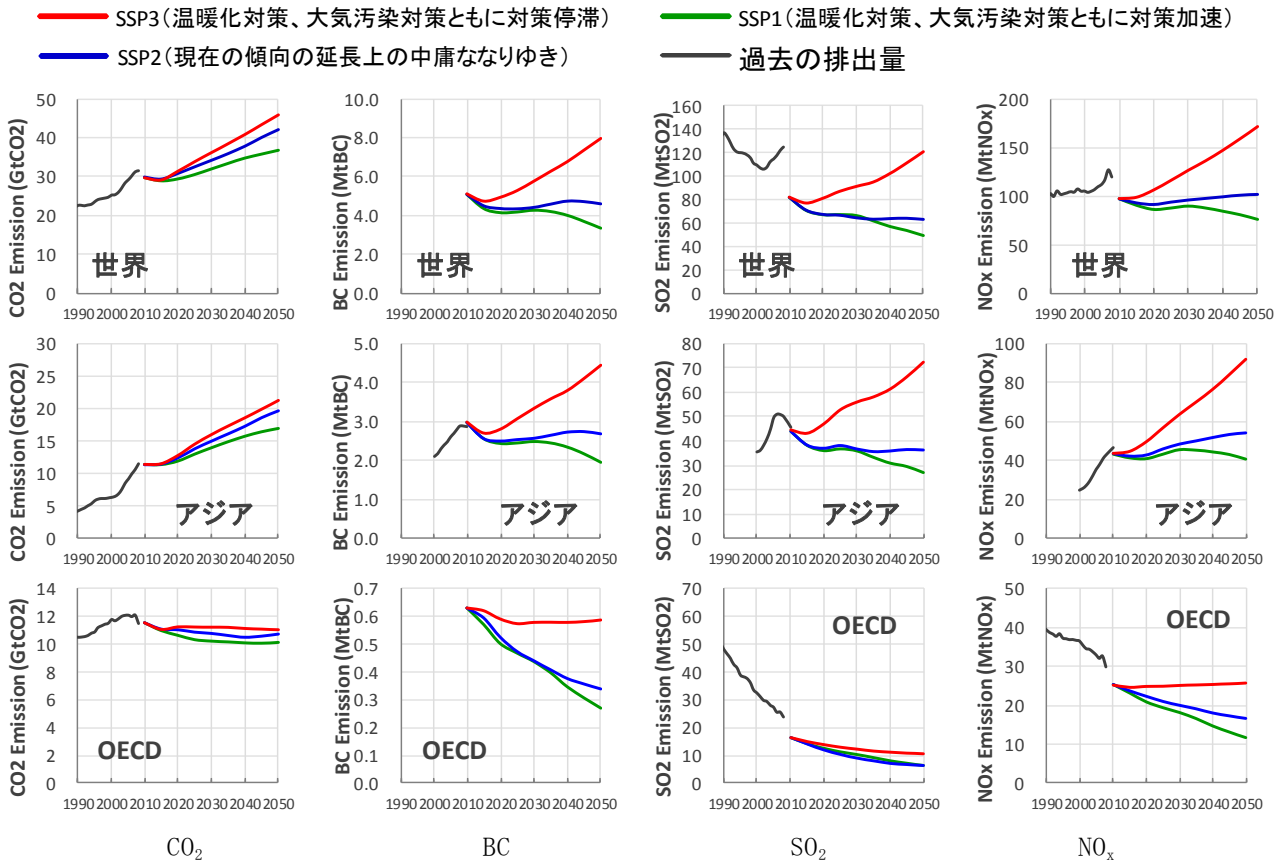 SSP3(温暖化対策、大気汚染対策ともに対策停滞)
SSP1(温暖化対策、大気汚染対策ともに対策加速)
SSP2(現在の傾向の延長上の中庸ななりゆき)
過去の排出量
CO2 Emission (GtCO2)
50
40
30
20
10
0
世界
1990 2000 2010 2020 2030 2040 2050
BC Emission (MtBC)
10.0
8.0
6.0
4.0
2.0
0.0
世界
1990 2000 2010 2020 2030 2040 2050
SO2 Emission (MtSO2)
160
140
120
100
80
60
40
20
0
世界
1990 2000 2010 2020 2030 2040 2050
NOx Emission (MtNOx)
200
150
100
50
0
世界
1990 2000 2010 2020 2030 2040 2050
CO2 Emission (GtCO2)
30
25
20
15
10
5
0
アジア
1990 2000 2010 2020 2030 2040 2050
BC Emission (MtBC)
5.0
4.0
3.0
2.0
1.0
0.0
アジア
1990 2000 2010 2020 2030 2040 2050
SO2 Emission (MtSO2)
80
70
60
50
40
30
20
10
0
アジア
1990 2000 2010 2020 2030 2040 2050
NOx Emission (MtNOx)
100
80
60
40
20
0
アジア
1990 2000 2010 2020 2030 2040 2050
CO2 Emission (GtCO2)
14
12
10
8
6
4
2
0
OECD
1990 2000 2010 2020 2030 2040 2050
BC Emission (MtBC)
0.7
0.6
0.5
0.4
0.3
0.2
0.1
0.0
OECD
1990 2000 2010 2020 2030 2040 2050
SO2 Emission (MtSO2)
70
60
50
40
30
20
10
0
OECD
1990 2000 2010 2020 2030 2040 2050
NOx Emission (MtNOx)
50
40
30
20
10
0
OECD
1990 2000 2010 2020 2030 2040 2050
CO₂
BC
SO₂
NOₓ